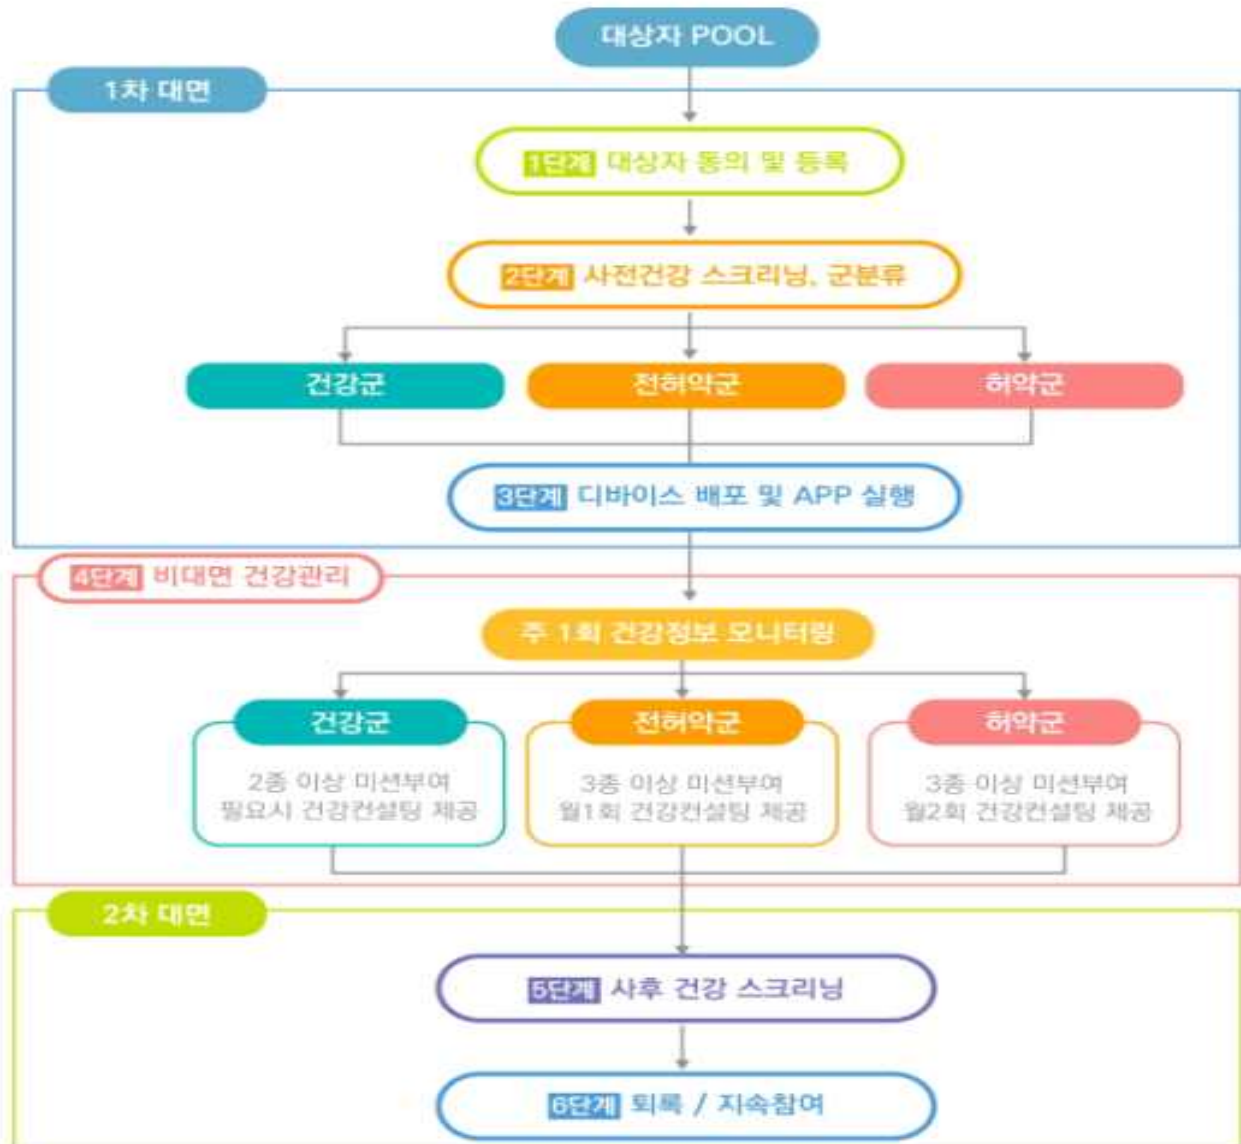 대상자 POOL
1차 대면
1단계 대상자 동의 및 등록
2단계 사전건강 스크리닝, 군분류
건강군
전허약군
허약군
3단계 디바이스 배포 및 APP 실행
4단계 비대면 건강관리
주 1회 건강정보 모니터링
건강군
2종 이상 미션부여
필요시 건강컨설팅 제공
전허약군
3종 이상 미션부여
월1회 건강컨설팅 제공
허약군
3종 이상 미션부여
월2회 건강컨설팅 제공
2차 대면
5단계 사후 건강 스크리닝
6단계 퇴록 / 지속참여